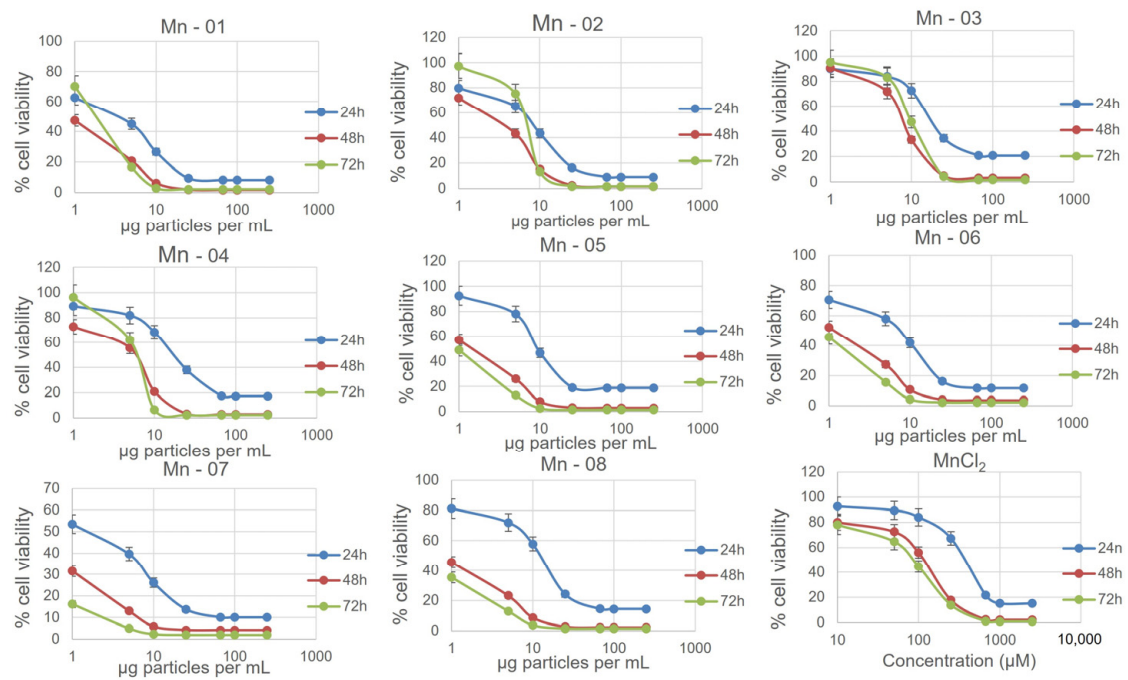 Mn - 01
100
80
60
40
20
0
% cell viability
1
10
100
1000
µg particles per mL
24h
48h
72h
Mn - 02
120
100
80
60
40
20
0
% cell viability
1
10
100
1000
µg particles per mL
24h
48h
72h
Mn - 03
120
100
80
60
40
20
0
% cell viability
1
10
100
1000
µg particles per mL
24h
48h
72h
Mn - 04
120
100
80
60
40
20
0
% cell viability
1
10
100
1000
µg particles per mL
24h
48h
72h
Mn - 05
120
100
80
60
40
20
0
% cell viability
1
10
100
1000
µg particles per mL
24h
48h
72h
Mn - 06
100
80
60
40
20
0
% cell viability
1
10
100
1000
µg particles per mL
24h
48h
72h
Mn - 07
70
60
50
40
30
20
10
0
% cell viability
1
10
100
1000
µg particles per mL
24h
48h
72h
Mn - 08
100
80
60
40
20
0
% cell viability
1
10
100
1000
µg particles per mL
24h
48h
72h
MnCl₂
120
100
80
60
40
20
0
% cell viability
10
100
1000
10,000
Concentration (µM)
24n
48h
72h